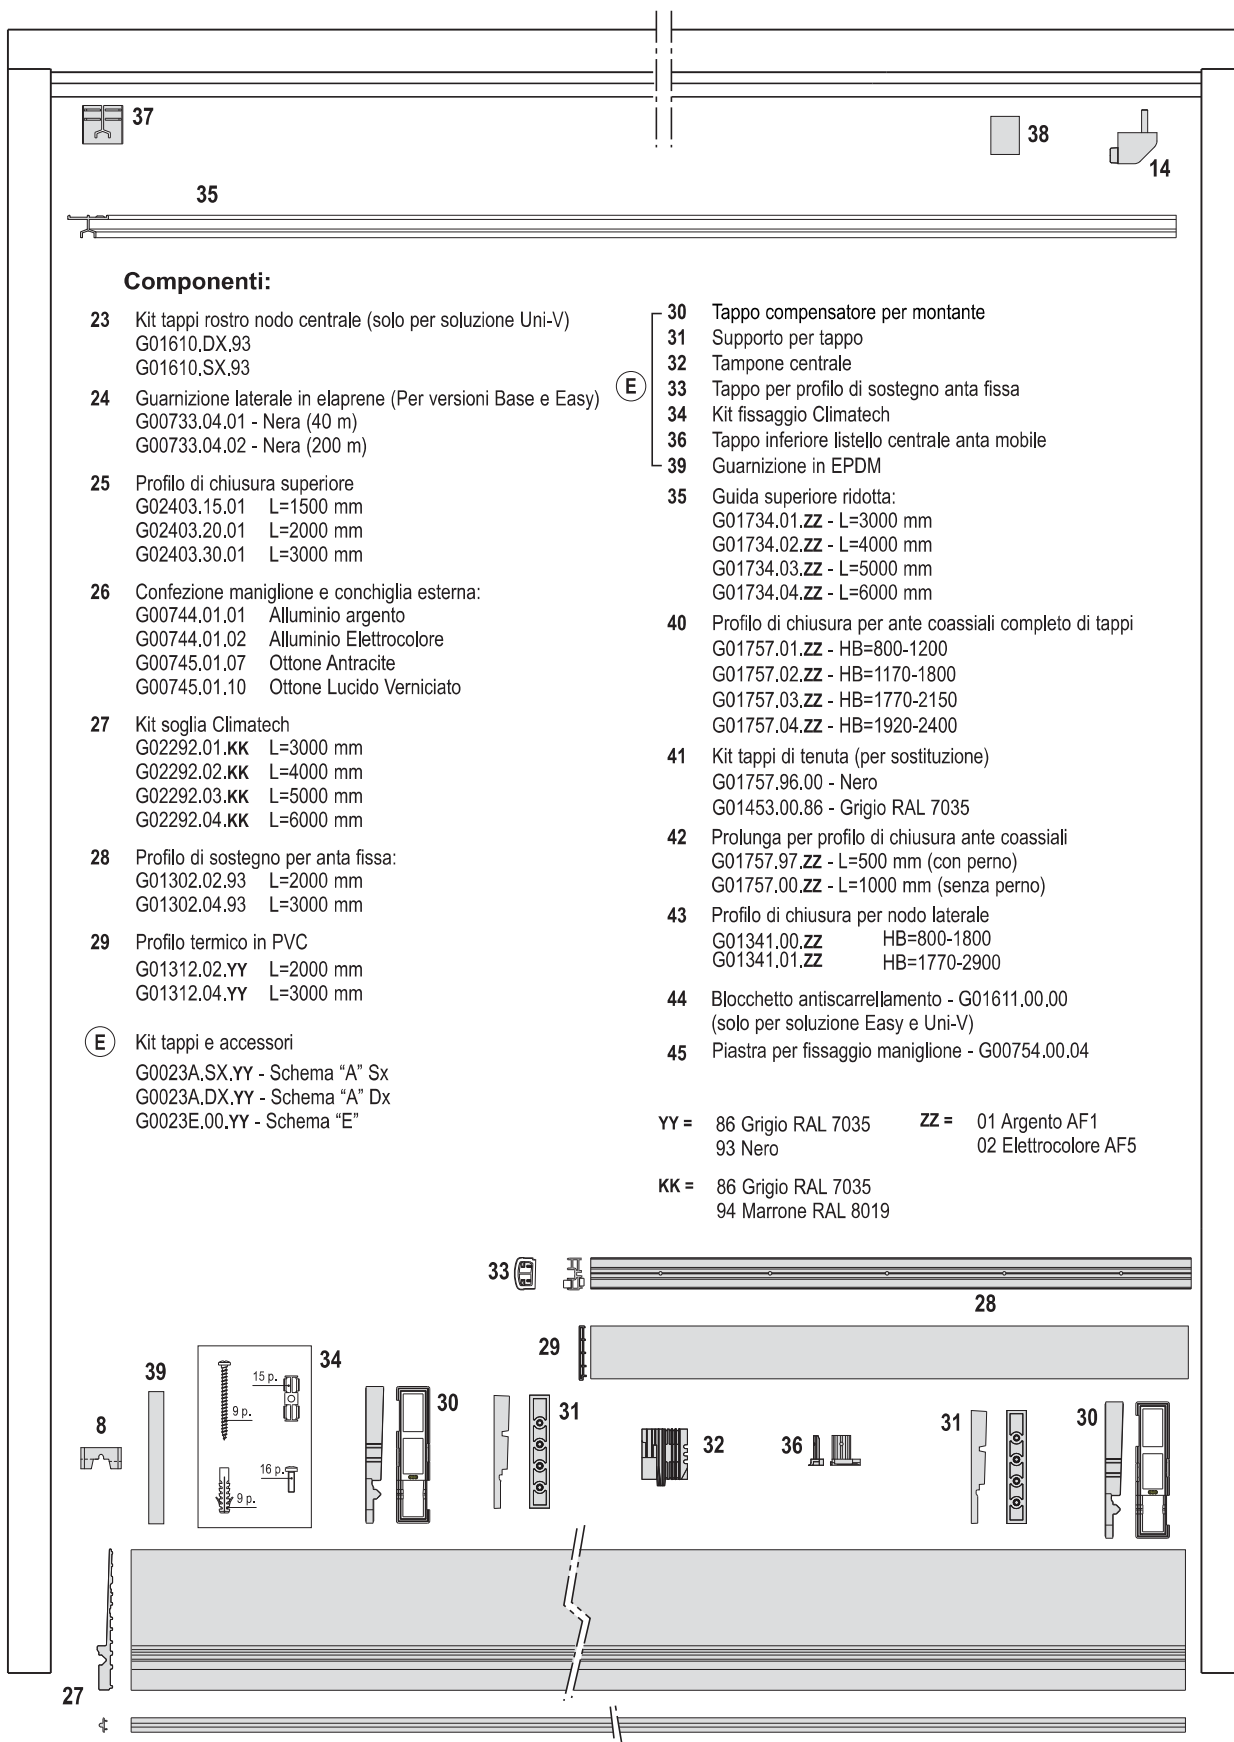 37
38
14
35
Componenti:
23 Kit tappi rostro nodo centrale (solo per soluzione Uni-V)
G01610.DX.93
G01610.SX.93
24 Guarnizione laterale in elaprene (Per versioni Base e Easy)
G00733.04.01 - Nera (40 m)
G00733.04.02 - Nera (200 m)
25 Profilo di chiusura superiore
G02403.15.01 L=1500 mm
G02403.20.01 L=2000 mm
G02403.30.01 L=3000 mm
26 Confezione maniglione e conchiglia esterna:
G00744.01.01 Alluminio argento
G00744.01.02 Alluminio Elettrocolore
G00745.01.07 Ottone Antracite
G00745.01.10 Ottone Lucido Verniciato
27 Kit soglia Climatech
G02292.01.KK L=3000 mm
G02292.02.KK L=4000 mm
G02292.03.KK L=5000 mm
G02292.04.KK L=6000 mm
28 Profilo di sostegno per anta fissa:
G01302.02.93 L=2000 mm
G01302.04.93 L=3000 mm
29 Profilo termico in PVC
G01312.02.YY L=2000 mm
G01312.04.YY L=3000 mm
E Kit tappi e accessori
G0023A.SX.YY - Schema “A” Sx
G0023A.DX.YY - Schema “A” Dx
G0023E.00.YY - Schema “E”
E
30 Tappo compensatore per montante
31 Supporto per tappo
32 Tampone centrale
33 Tappo per profilo di sostegno anta fissa
34 Kit fissaggio Climatech
36 Tappo inferiore listello centrale anta mobile
39 Guarnizione in EPDM
35 Guida superiore ridotta:
G01734.01.ZZ - L=3000 mm
G01734.02.ZZ - L=4000 mm
G01734.03.ZZ - L=5000 mm
G01734.04.ZZ - L=6000 mm
40 Profilo di chiusura per ante coassiali completo di tappi
G01757.01.ZZ - HB=800-1200
G01757.02.ZZ - HB=1170-1800
G01757.03.ZZ - HB=1770-2150
G01757.04.ZZ - HB=1920-2400
41 Kit tappi di tenuta (per sostituzione)
G01757.96.00 - Nero
G01453.00.86 - Grigio RAL 7035
42 Prolunga per profilo di chiusura ante coassiali
G01757.97.ZZ - L=500 mm (con perno)
G01757.00.ZZ - L=1000 mm (senza perno)
43 Profilo di chiusura per nodo laterale
G01341.00.ZZ HB=800-1800
G01341.01.ZZ HB=1770-2900
44 Blocchetto antiscarrellamento - G01611.00.00
(solo per soluzione Easy e Uni-V)
45 Piastra per fissaggio maniglione - G00754.00.04
YY = 86 Grigio RAL 7035
93 Nero
ZZ = 01 Argento AF1
02 Elettrocolore AF5
KK = 86 Grigio RAL 7035
94 Marrone RAL 8019
33
28
29
39
34
15 p.
9 p.
16 p.
9 p.
8
30
31
32
36
31
30
27